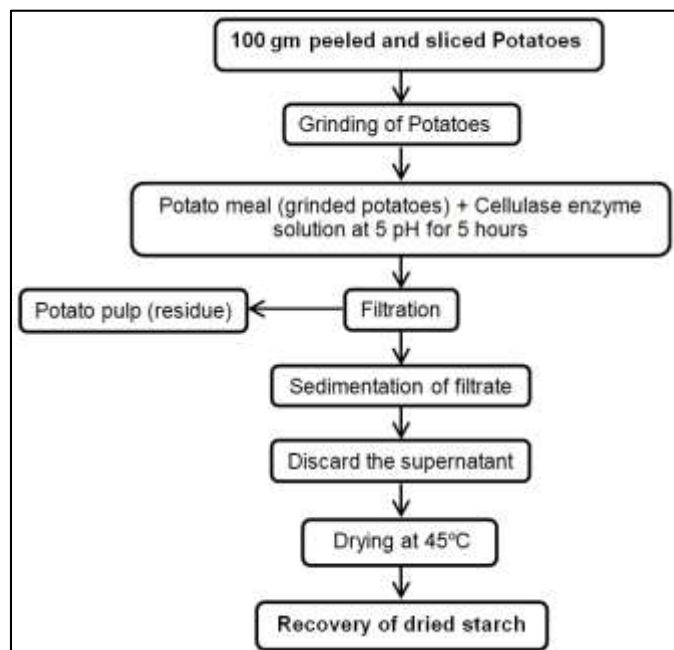 100 gm peeled and sliced Potatoes
Grinding of Potatoes
Potato meal (grinded potatoes) + Cellulase enzyme
solution at 5 pH for 5 hours
Potato pulp (residue)
Filtration
Sedimentation of filtrate
Discard the supernatant
Drying at 45ºC
Recovery of dried starch